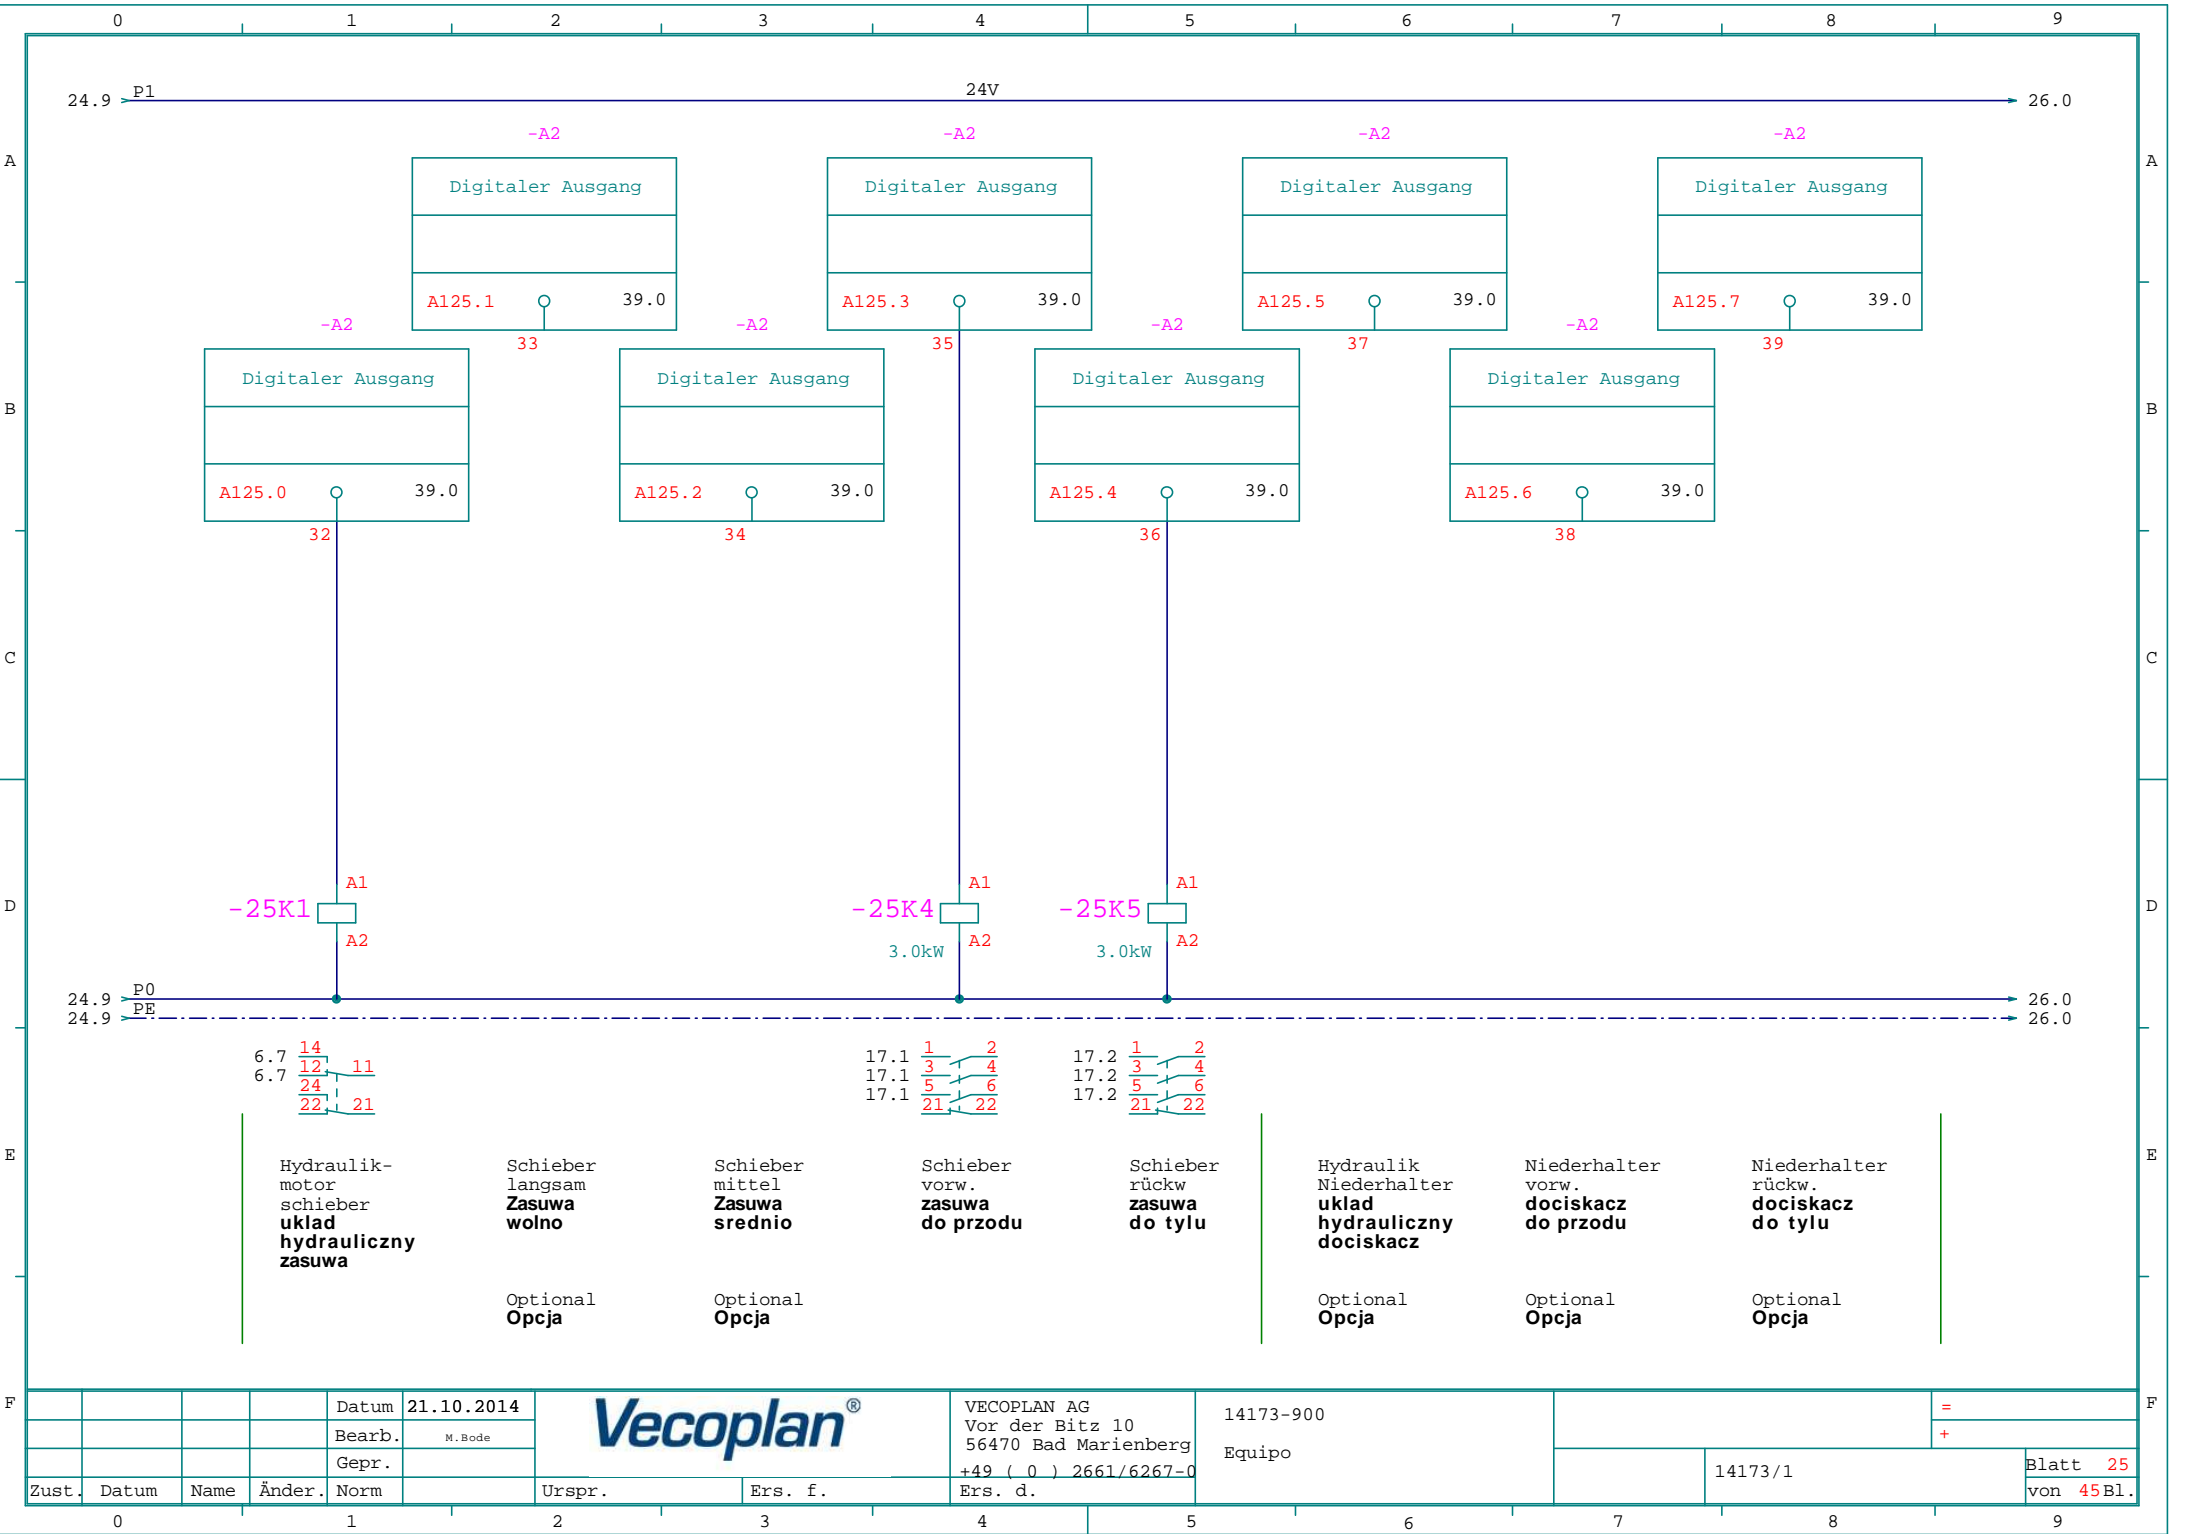 0 1 2 3 4 5 6 7 8 9
24.9 P1 24V 26.0
-A2 -A2 -A2 -A2
A A
Digitaler Ausgang Digitaler Ausgang Digitaler Ausgang Digitaler Ausgang
A125.1 39.0 A125.3 39.0 A125.5 39.0 A125.7 39.0
-A2 -A2 -A2 -A2
33 35 37 39
Digitaler Ausgang Digitaler Ausgang Digitaler Ausgang Digitaler Ausgang
B B
A125.0 39.0 A125.2 39.0 A125.4 39.0 A125.6 39.0
32 34 36 38
C C
A1 A1 A1
D -25K1 -25K4 -25K5 D
A2 A2 A2
3.0kW 3.0kW
24.9 P0 26.0
24.9 PE 26.0
14 1 2 1 2
6.7 17.1 17.2
12 11 3 4 3 4
6.7 17.1 17.2
24 5 6 5 6
17.1 17.2
22 21 21 22 21 22
E E
Hydraulik-
motor
schieber
uklad
hydrauliczny
zasuwa
Schieber
langsam
Zasuwa
wolno
Optional
Opcja
Schieber
mittel
Zasuwa
srednio
Optional
Opcja
Schieber
vorw.
zasuwa
do przodu
Schieber
rückw
zasuwa
do tylu
Hydraulik
Niederhalter
uklad
hydrauliczny
dociskacz
Optional
Opcja
Niederhalter
vorw.
dociskacz
do przodu
Optional
Opcja
Niederhalter
rückw.
dociskacz
do tylu
Optional
Opcja
F F
Datum 21.10.2014
Bearb. M.Bode
Gepr.
Zust. Datum Name Änder. Norm
Vecoplan®
Urspr. Ers. f. Ers. d.
VECOPLAN AG
Vor der Bitz 10
56470 Bad Marienberg
+49 ( 0 ) 2661/6267-0
14173-900
Equipo
=
+
14173/1
Blatt 25
von 45Bl.
0 1 2 3 4 5 6 7 8 9